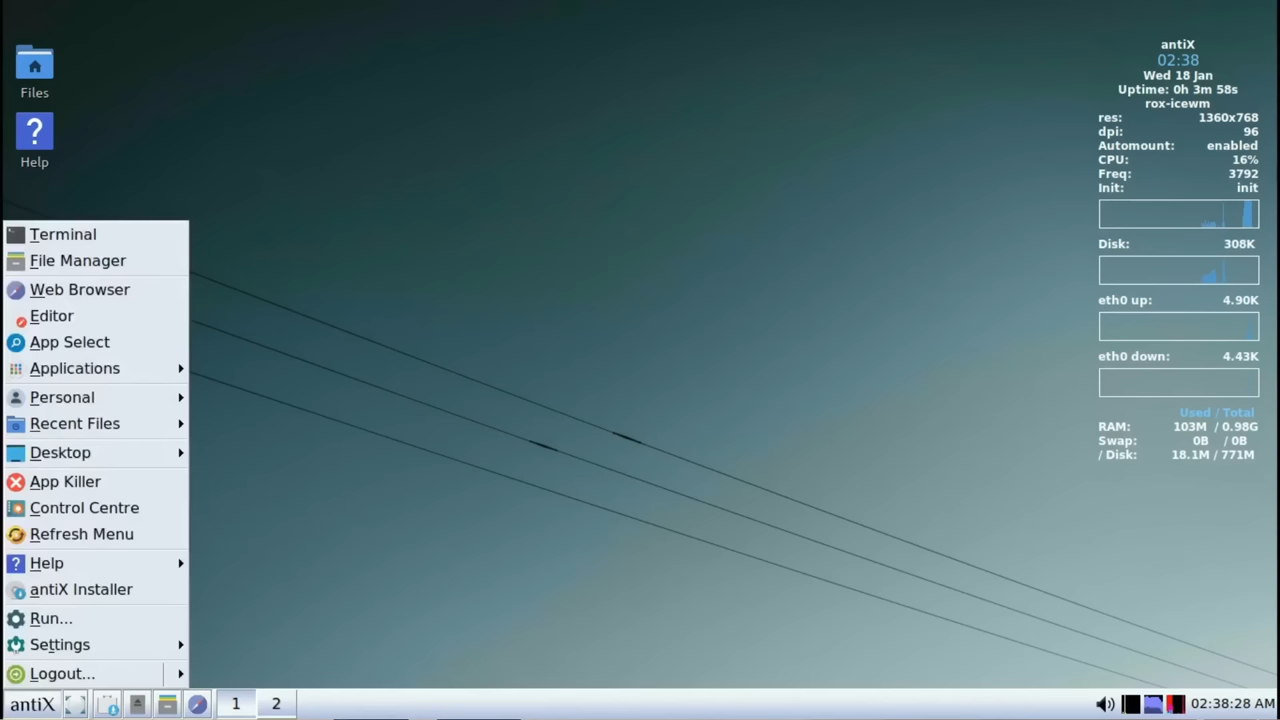 Files
Help
Terminal
File Manager
Web Browser
Editor
App Select
Applications
Personal
Recent Files
Desktop
App Killer
Control Centre
Refresh Menu
Help
antiX Installer
Run...
Settings
Logout...
antiX
1
2
02:38:28 AM
antiX
02:38
Wed 18 Jan
Uptime: 0h 3m 58s
rox-icewm
res: 1360x768
dpi: 96
Automount: enabled
CPU: 16%
Freq: 3792
Init: init
Disk: 308K
eth0 up: 4.90K
eth0 down: 4.43K
Used / Total
RAM: 103M / 0.98G
Swap: 0B / 0B
/ Disk: 18.1M / 771M